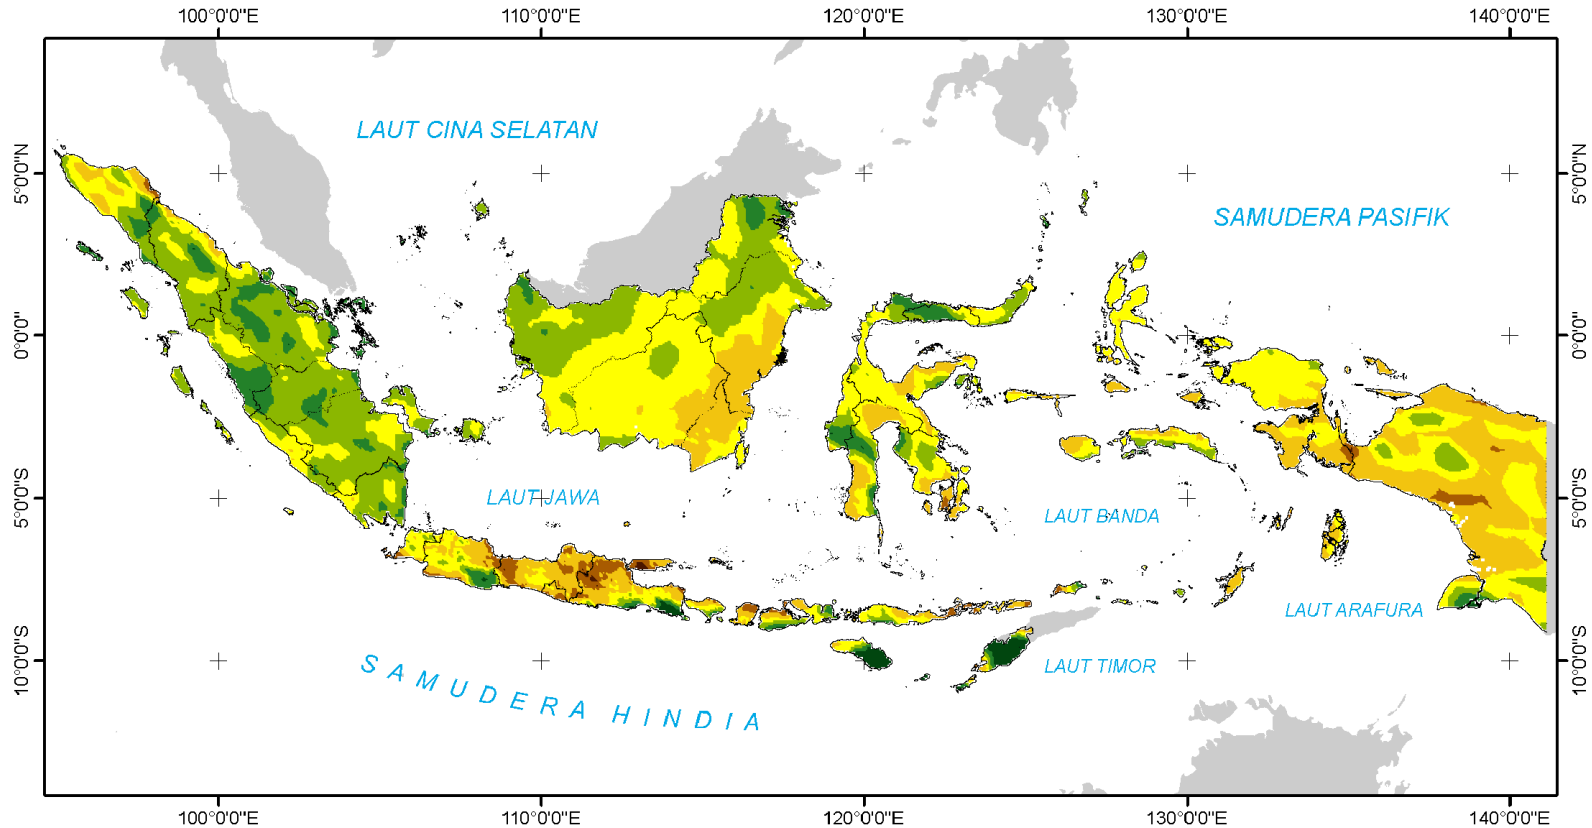 100°0'0"E 110°0'0"E 120°0'0"E 130°0'0"E 140°0'0"E
LAUT CINA SELATAN
5°0'0"N 5°0'0"N
SAMUDERA PASIFIK
0°0'0" 0°0'0"
5°0'0"S LAUT JAWA 5°0'0"S
LAUT BANDA
LAUT ARAFURA
10°0'0"S LAUT TIMOR 10°0'0"S
SAMUDERA HINDIA
100°0'0"E 110°0'0"E 120°0'0"E 130°0'0"E 140°0'0"E